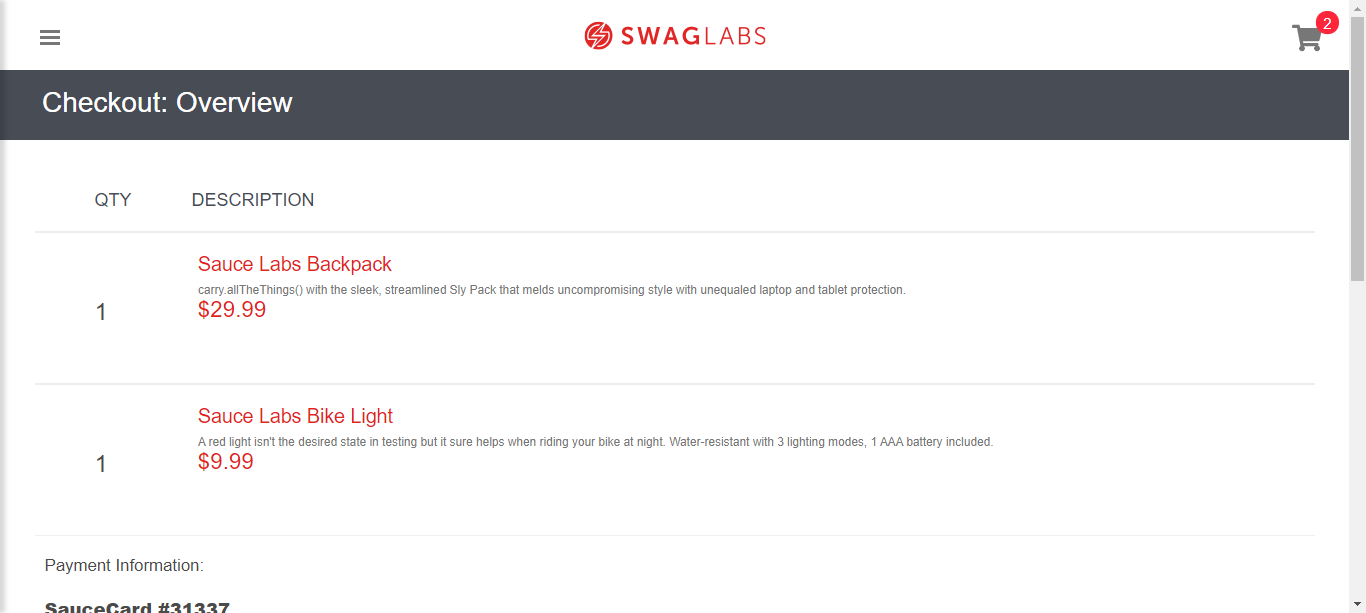 SWAGLABS
2
Checkout: Overview
QTY DESCRIPTION
Sauce Labs Backpack
carry.allTheThings() with the sleek, streamlined Sly Pack that melds uncompromising style with unequaled laptop and tablet protection.
$29.99
1
Sauce Labs Bike Light
A red light isn't the desired state in testing but it sure helps when riding your bike at night. Water-resistant with 3 lighting modes, 1 AAA battery included.
$9.99
1
Payment Information:
SauceCard #31337